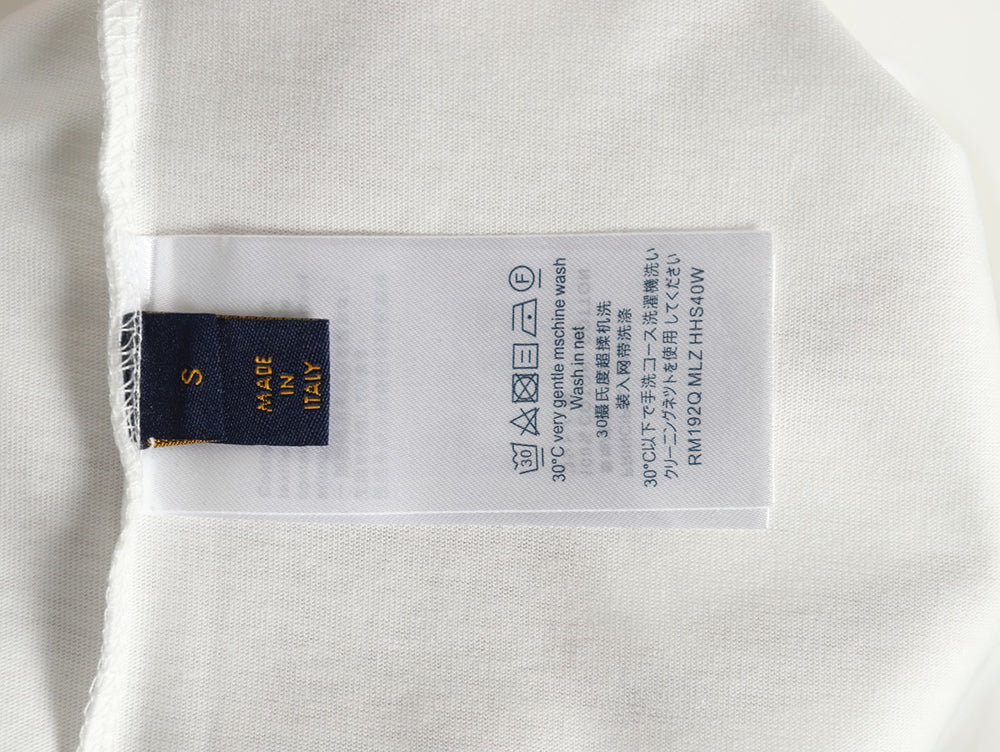 S
MADE
IN
ITALY
30
F
30°C very gentle mschine wash
Wash in net
30摄氏度超揉机洗
装入网带洗涤
30°C以下で手洗コース洗濯機洗い
クリーニングネツトを使用してください
RM192Q MLZ HHS40W